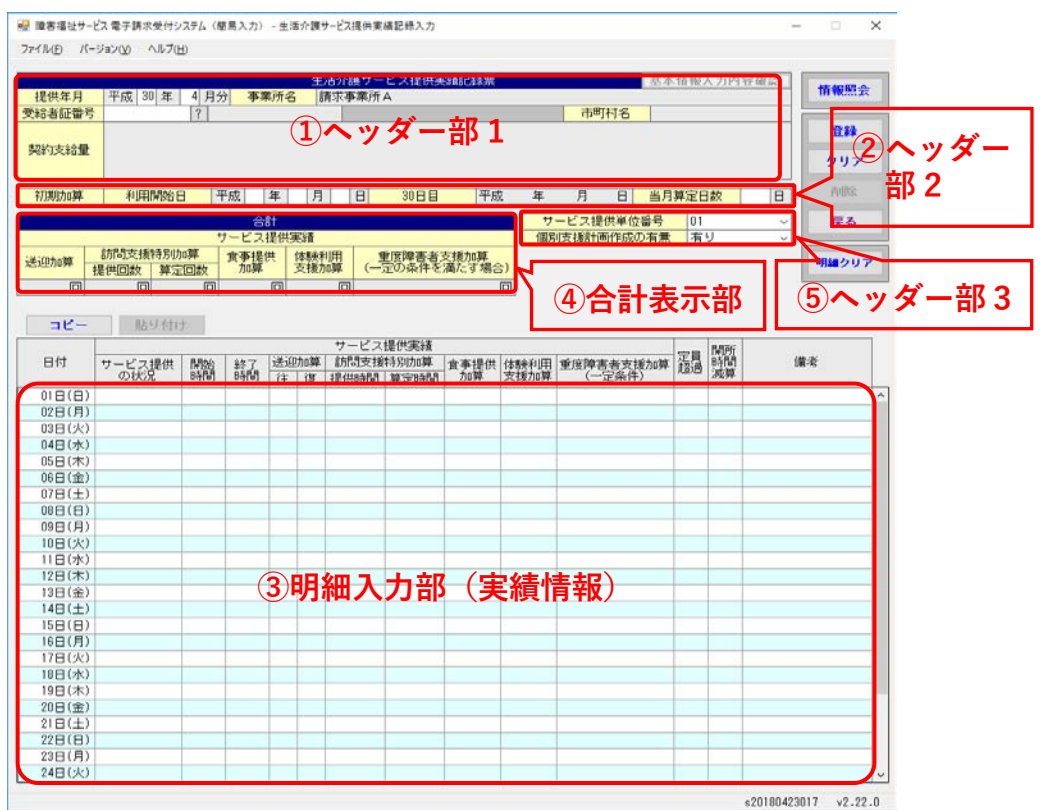 障害福祉サービス電子請求受付システム（簡易入力） - 生活介護サービス提供実績記録入力
ファイル(F) バージョン(V) ヘルプ(H)
生活介護サービス提供実績記録票
基本情報入力内容確認
情報照会
提供年月 平成 30 年 4 月分 事業所名 請求事業所A
受給者証番号 ? 市町村名
①ヘッダー部１
契約支給量
登録
クリア
削除
戻る
明細クリア
②ヘッダー
部２
初期加算 利用開始日 平成 年 月 日 30日目 平成 年 月 日 当月算定日数 日
合計
サービス提供実績
送迎加算 訪問支援特別加算 食事提供加算 体験利用支援加算 重度障害者支援加算
(一定の条件を満たす場合)
提供回数 算定回数
回 回 回 回 回 回
サービス提供単位番号 01
個別支援計画作成の有無 有り
④合計表示部
⑤ヘッダー部３
コピー 貼り付け
サービス提供実績
日付 サービス提供の状況 開始時間 終了時間 送迎加算 訪問支援特別加算 食事提供加算 体験利用支援加算 重度障害者支援加算(一定条件) 定員超過 開所時間減算 備考
往 復 提供時間 算定時間
01日(日)
02日(月)
03日(火)
04日(水)
05日(木)
06日(金)
07日(土)
08日(日)
09日(月)
10日(火)
11日(水)
12日(木)
13日(金)
③明細入力部（実績情報）
14日(土)
15日(日)
16日(月)
17日(火)
18日(水)
19日(木)
20日(金)
21日(土)
22日(日)
23日(月)
24日(火)
s20180423017 v2.22.0